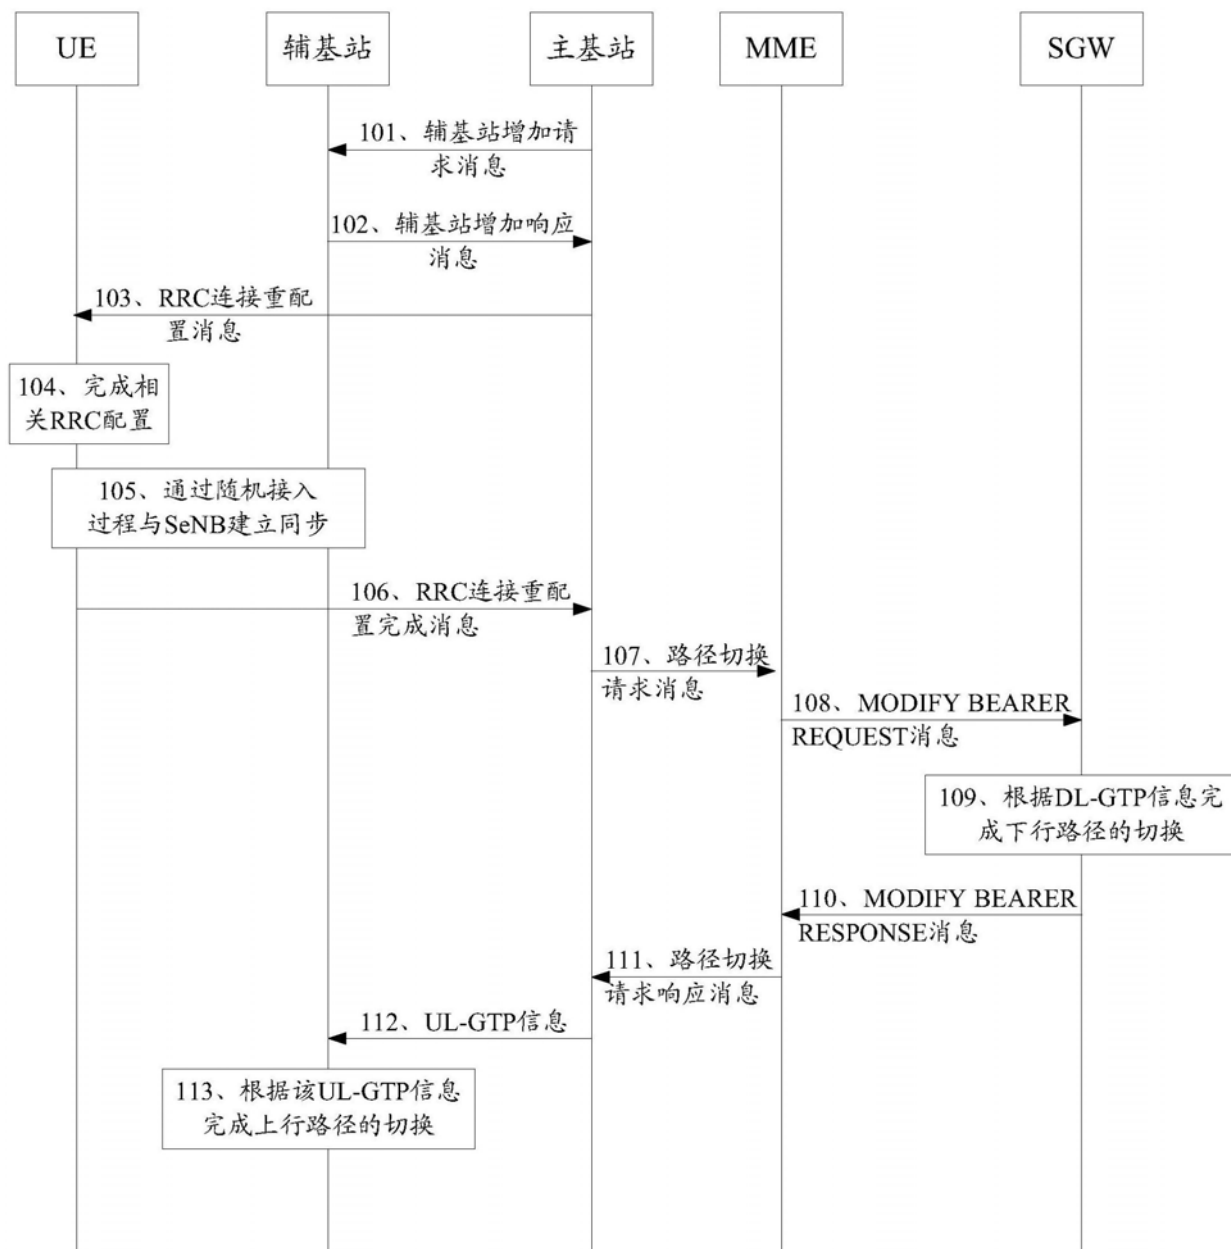 UE
辅基站
主基站
MME
SGW
101、辅基站增加请
求消息
102、辅基站增加响应
消息
103、RRC连接重配
置消息
104、完成相
关RRC配置
105、通过随机接入
过程与SeNB建立同步
106、RRC连接重配
置完成消息
107、路径切换
请求消息
108、MODIFY BEARER
REQUEST消息
109、根据DL-GTP信息完
成下行路径的切换
110、MODIFY BEARER
RESPONSE消息
111、路径切换
请求响应消息
112、UL-GTP信息
113、根据该UL-GTP信息
完成上行路径的切换